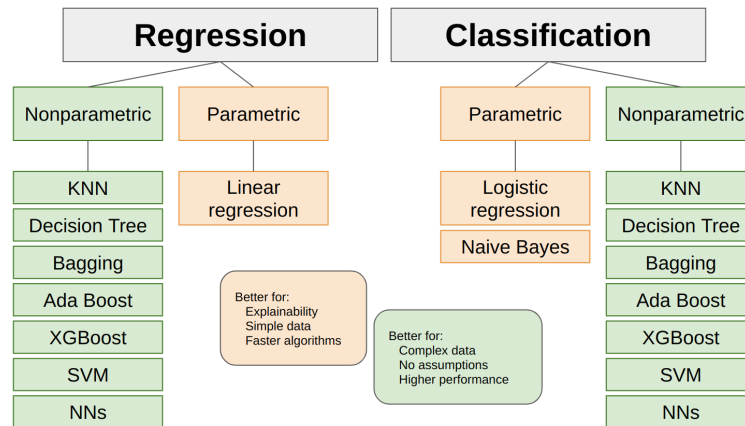 Regression
Classification
Nonparametric
Parametric
Parametric
Nonparametric
KNN
Decision Tree
Bagging
Ada Boost
XGBoost
SVM
NNs
Linear
regression
Logistic
regression
Naive Bayes
KNN
Decision Tree
Bagging
Ada Boost
XGBoost
SVM
NNs
Better for:
Explainability
Simple data
Faster algorithms
Better for:
Complex data
No assumptions
Higher performance